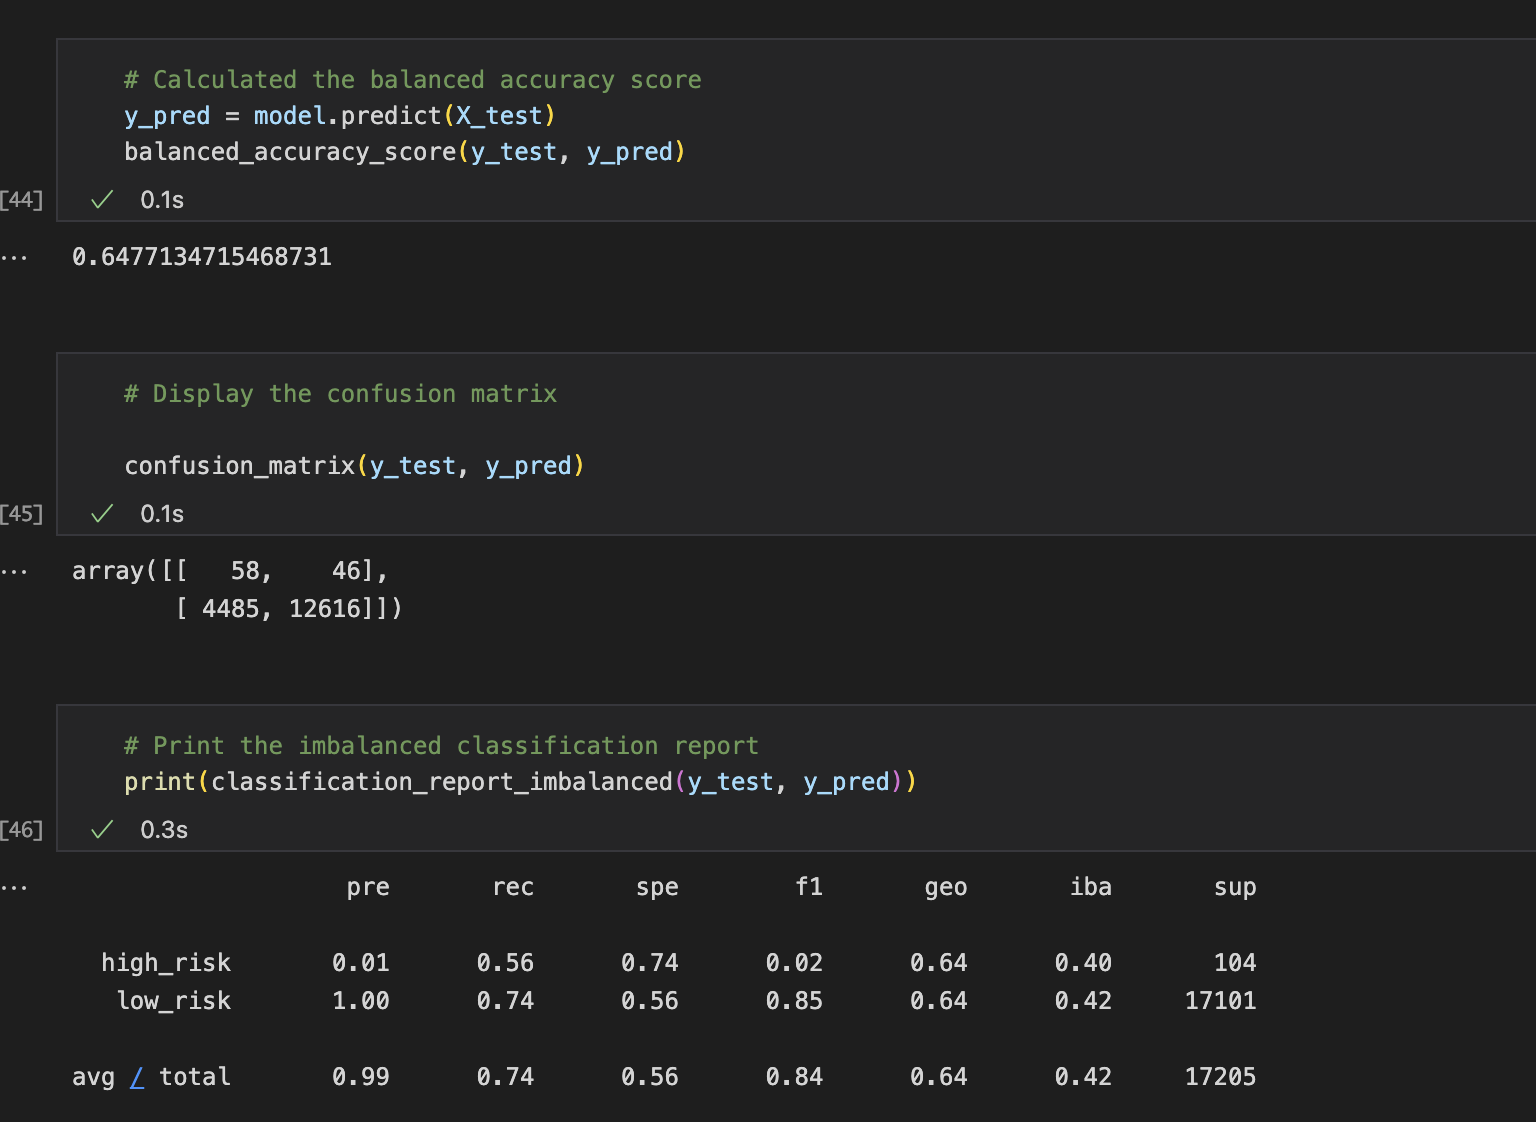 # Calculated the balanced accuracy score
y_pred = model.predict(X_test)
balanced_accuracy_score(y_test, y_pred)
[44] ✓ 0.1s
... 0.6477134715468731
# Display the confusion matrix
confusion_matrix(y_test, y_pred)
[45] ✓ 0.1s
... array([[   58,    46],
       [ 4485, 12616]])
# Print the imbalanced classification report
print(classification_report_imbalanced(y_test, y_pred))
[46] ✓ 0.3s
... pre rec spe f1 geo iba sup
high_risk 0.01 0.56 0.74 0.02 0.64 0.40 104
low_risk 1.00 0.74 0.56 0.85 0.64 0.42 17101
avg / total 0.99 0.74 0.56 0.84 0.64 0.42 17205